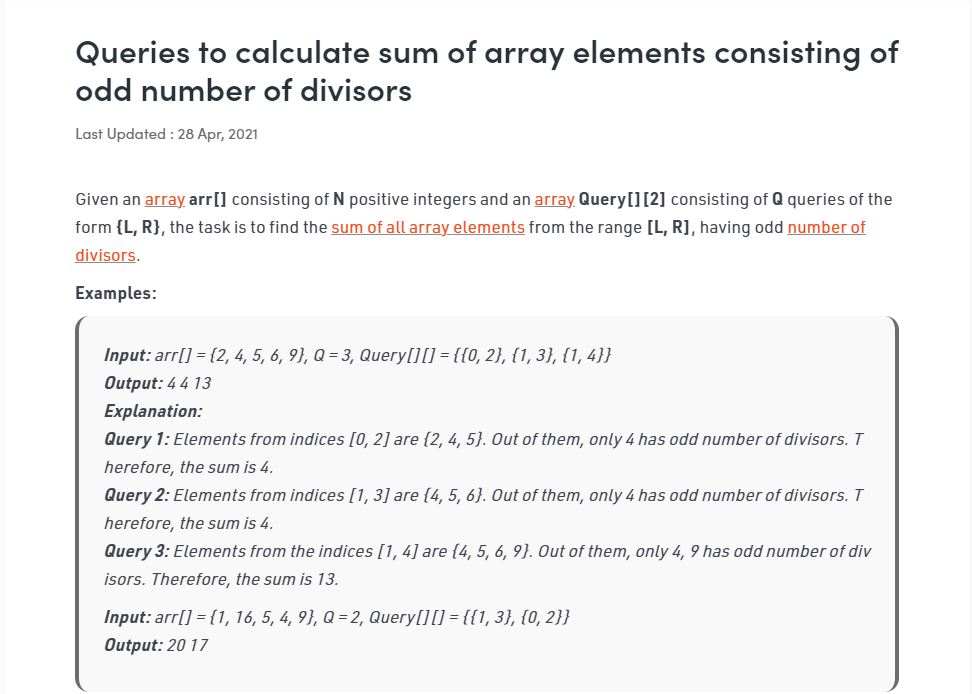 Queries to calculate sum of array elements consisting of
odd number of divisors
Last Updated : 28 Apr, 2021
Given an array arr[] consisting of N positive integers and an array Query[][2] consisting of Q queries of the
form {L, R}, the task is to find the sum of all array elements from the range [L, R], having odd number of
divisors.
Examples:
Input: arr[] = {2, 4, 5, 6, 9}, Q = 3, Query[][] = {{0, 2}, {1, 3}, {1, 4}}
Output: 4 4 13
Explanation:
Query 1: Elements from indices [0, 2] are {2, 4, 5}. Out of them, only 4 has odd number of divisors. T
herefore, the sum is 4.
Query 2: Elements from indices [1, 3] are {4, 5, 6}. Out of them, only 4 has odd number of divisors. T
herefore, the sum is 4.
Query 3: Elements from the indices [1, 4] are {4, 5, 6, 9}. Out of them, only 4, 9 has odd number of div
isors. Therefore, the sum is 13.
Input: arr[] = {1, 16, 5, 4, 9}, Q = 2, Query[][] = {{1, 3}, {0, 2}}
Output: 20 17